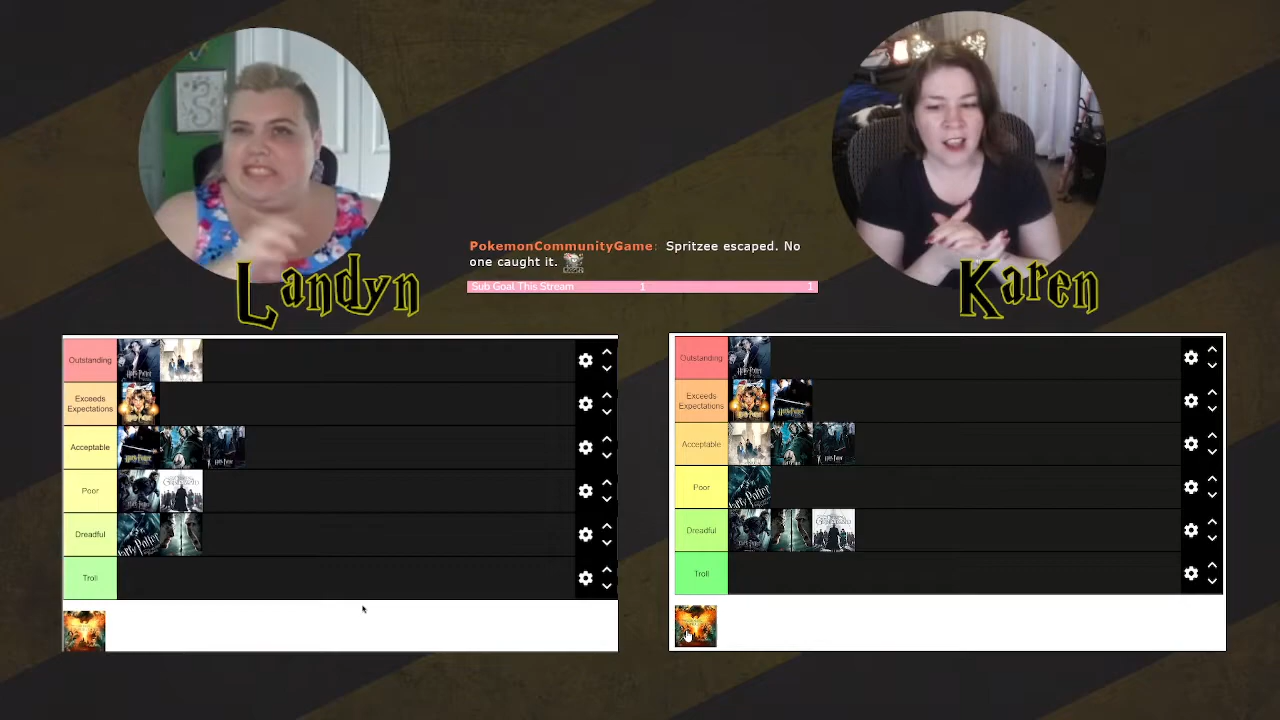 PokemonCommunityGame: Spritzee escaped. No
one caught it.
Sub Goal This Stream 1 1
Landyn
Karen
Outstanding
Exceeds
Expectations
Acceptable
Poor
Dreadful
Troll
Outstanding
Exceeds
Expectations
Acceptable
Poor
Dreadful
Troll